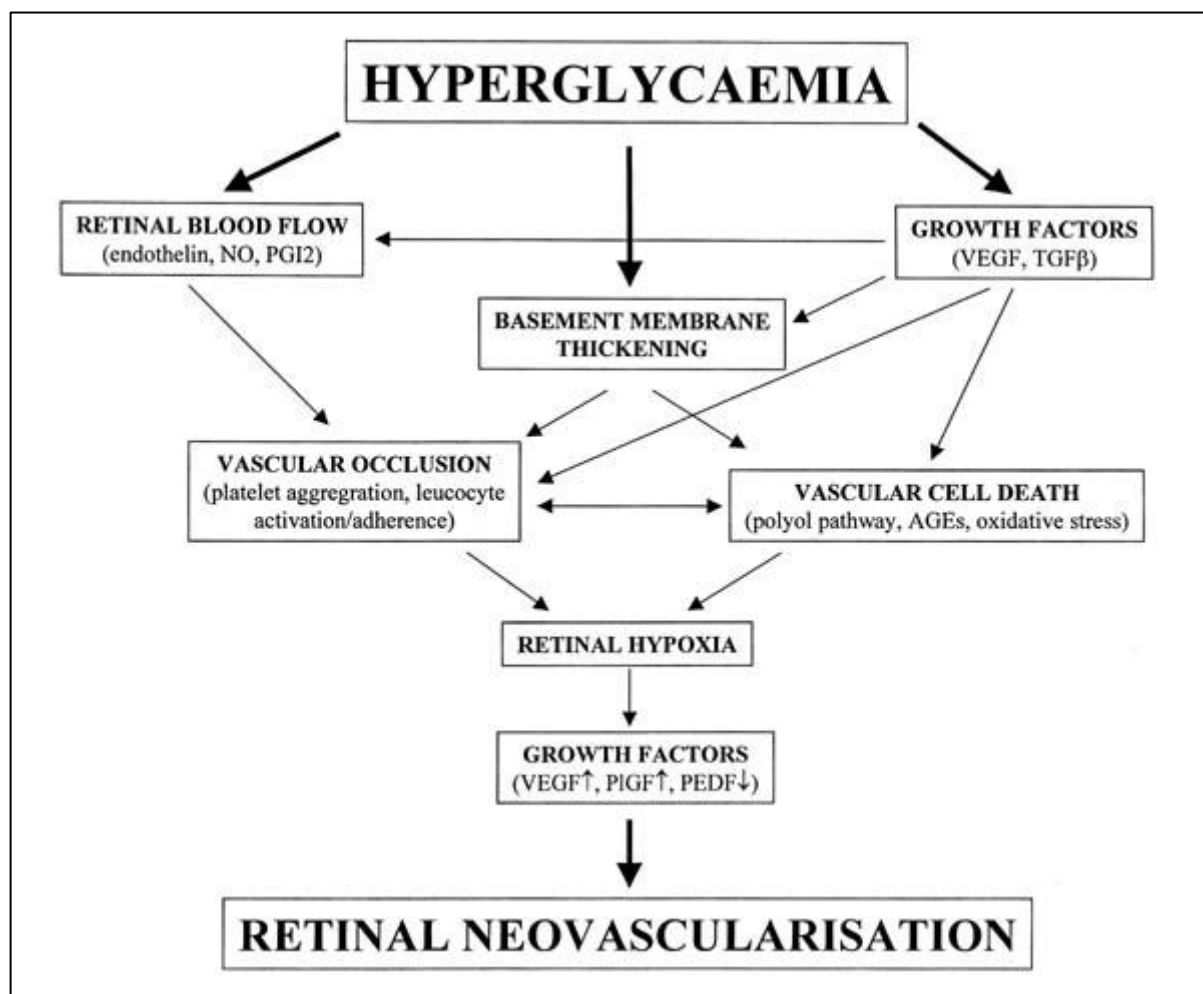 HYPERGLYCAEMIA
RETINAL BLOOD FLOW
(endothelin, NO, PGI2)
GROWTH FACTORS
(VEGF, TGFβ)
BASEMENT MEMBRANE
THICKENING
VASCULAR OCCLUSION
(platelet aggregration, leucocyte
activation/adherence)
VASCULAR CELL DEATH
(polyol pathway, AGEs, oxidative stress)
RETINAL HYPOXIA
GROWTH FACTORS
(VEGF↑, PlGF↑, PEDF↓)
RETINAL NEOVASCULARISATION